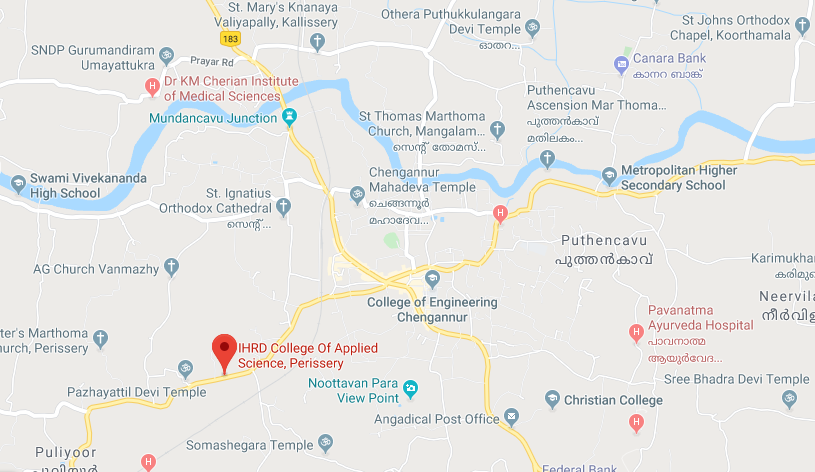 St. Mary's Knanaya
Valiyapally, Kallissery
Othera Puthukkulangara
Devi Temple
ഓതറ...
St Johns Orthodox
Chapel, Koorthamala
183
SNDP Gurumandiram
Umayattukra
Prayar Rd
Canara Bank
കാനറ ബാങ്ക്
Dr KM Cherian Institute
of Medical Sciences
Puthencavu
Ascension Mar Thoma...
പുത്തൻകാവ്
മതിലകം...
Mundancavu Junction
St Thomas Marthoma
Church, Mangalam...
സെന്റ് തോമസ്...
Swami Vivekananda
High School
Chengannur
Mahadeva Temple
ചെങ്ങന്നൂർ
മഹാദേവ...
Metropolitan Higher
Secondary School
St. Ignatius
Orthodox Cathedral
സെന്റ്...
Puthencavu
പുത്തൻകാവ്
AG Church Vanmazhy
Karimukhan
കരിമു
College of Engineering
Chengannur
Neervila
നീർവിള
Pavanatma
Ayurveda Hospital
പാവനാത്മ
ആയുർവേദ...
ter's Marthoma
hurch, Perissery
IHRD College Of Applied
Science, Perissery
Noottavan Para
View Point
Sree Bhadra Devi Temple
Pazhayattil Devi Temple
Christian College
Angadical Post Office
Somashegara Temple
Puliyoor
Federal Bank